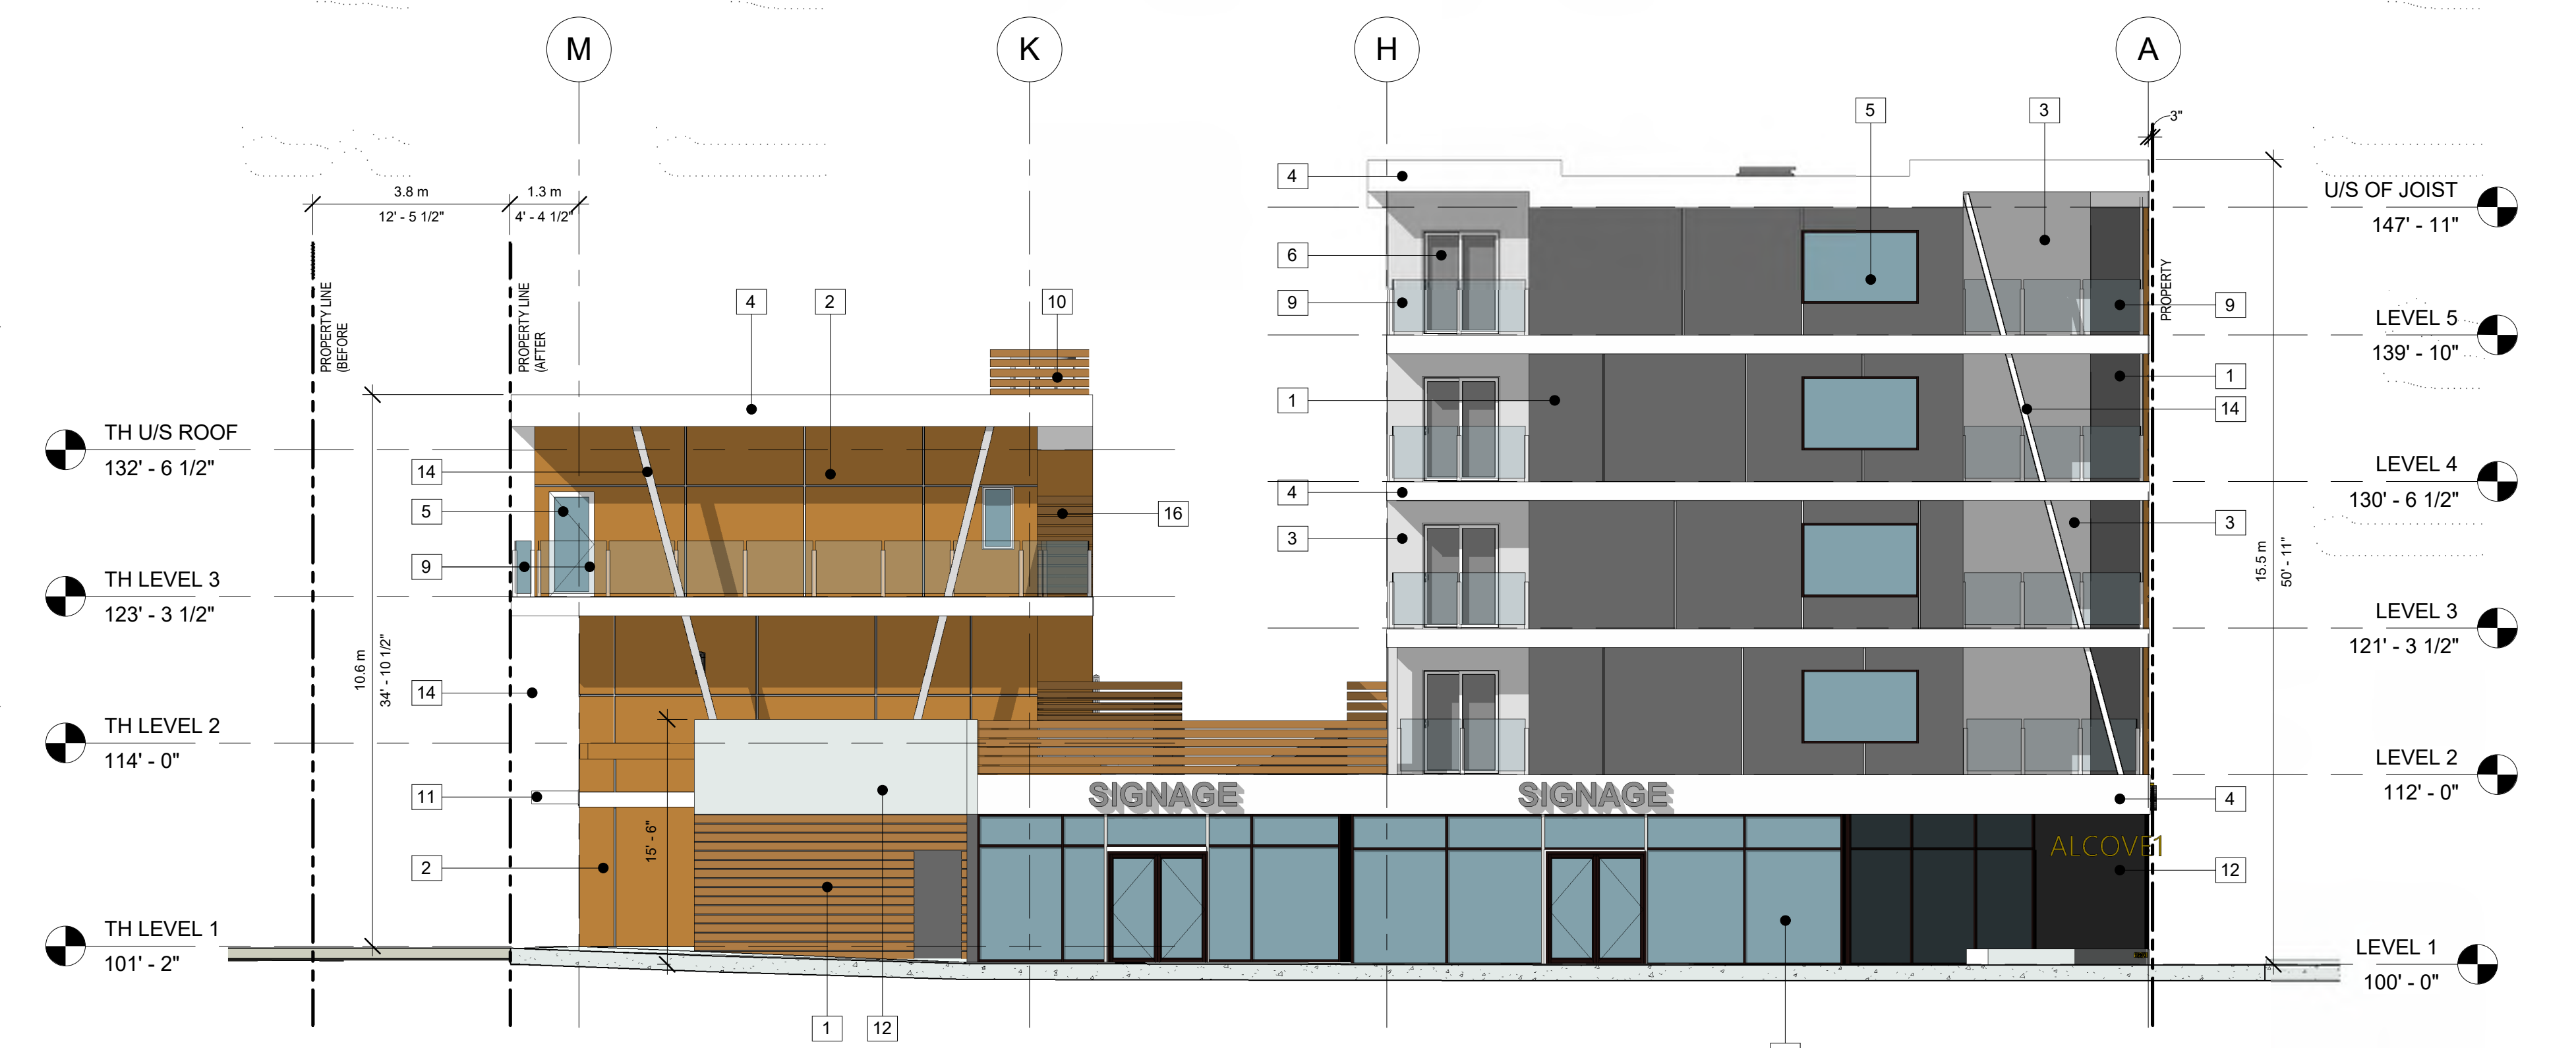 M
K
H
A
3"
5
3
4
U/S OF JOIST
147' - 11"
3.8 m
1.3 m
12' - 5 1/2"
4' - 4 1/2"
6
9
9
PROPERTY
PROPERTY LINE
(BEFORE
PROPERTY LINE
(AFTER
4
2
10
LEVEL 5
139' - 10"
1
1
14
TH U/S ROOF
132' - 6 1/2"
14
5
16
4
3
3
LEVEL 4
130' - 6 1/2"
15.5 m
50' - 11"
9
TH LEVEL 3
123' - 3 1/2"
LEVEL 3
121' - 3 1/2"
10.6 m
34' - 10 1/2"
14
TH LEVEL 2
114' - 0"
LEVEL 2
112' - 0"
11
SIGNAGE
SIGNAGE
4
15' - 6"
ALCOVE1
2
12
TH LEVEL 1
101' - 2"
LEVEL 1
100' - 0"
1
12